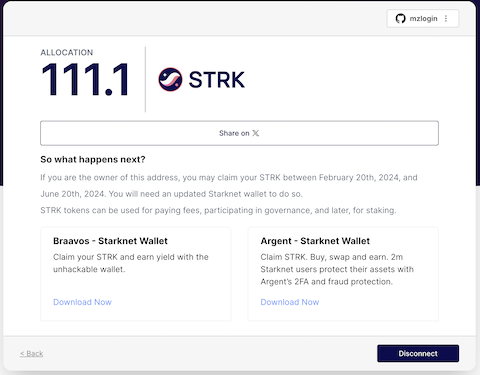 mzlogin
ALLOCATION
111.1
STRK
Share on X
So what happens next?
If you are the owner of this address, you may claim your STRK between February 20th, 2024, and
June 20th, 2024. You will need an updated Starknet wallet to do so.
STRK tokens can be used for paying fees, participating in governance, and later, for staking.
Braavos - Starknet Wallet
Claim your STRK and earn yield with the
unhackable wallet.
Download Now
Argent - Starknet Wallet
Claim STRK. Buy, swap and earn. 2m
Starknet users protect their assets with
Argent's 2FA and fraud protection.
Download Now
< Back
Disconnect